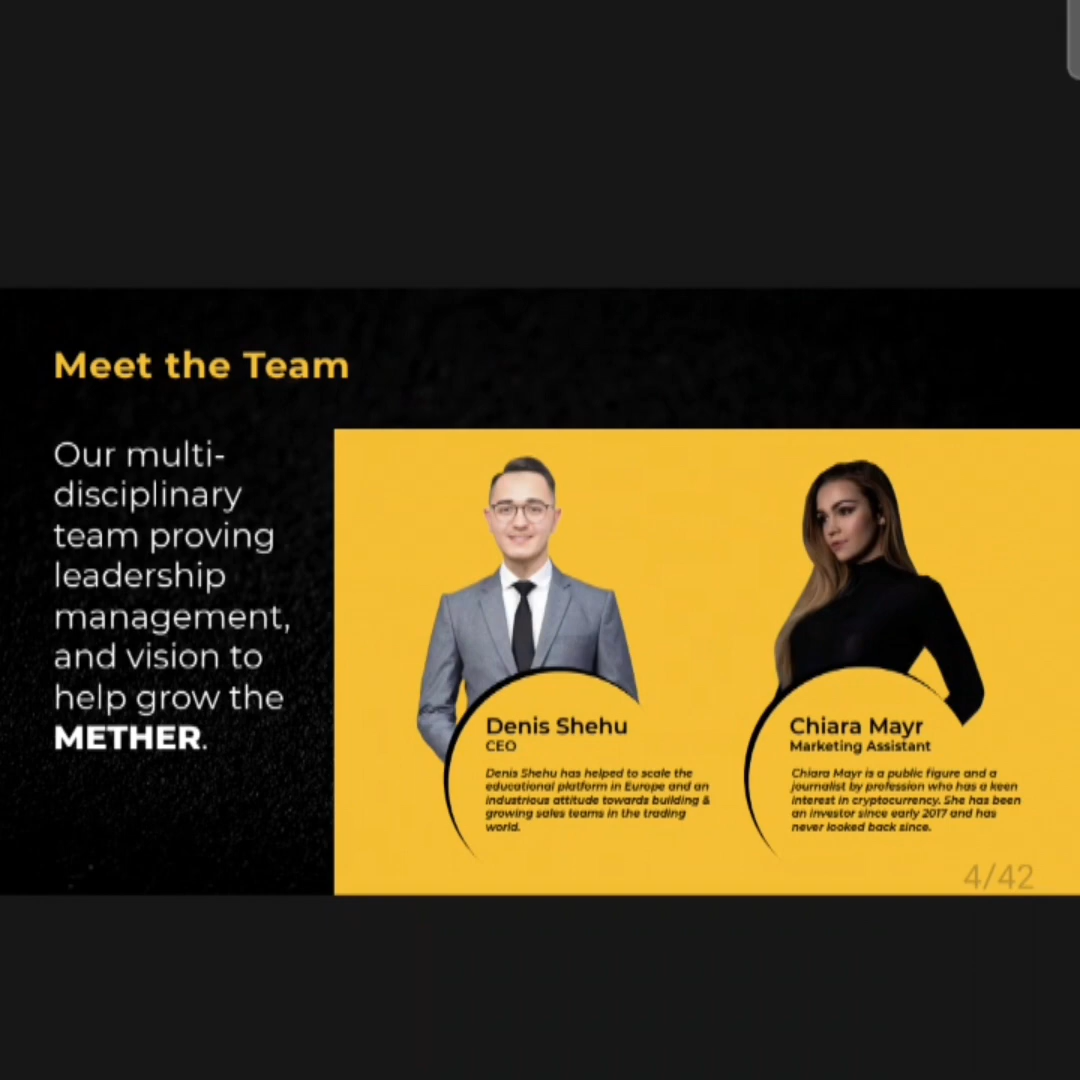 Meet the Team
Our multi-
disciplinary
team proving
leadership
management,
and vision to
help grow the
METHER.
Denis Shehu
CEO
Denis Shehu has helped to scale the
educational platform in Europe and an
industrious attitude towards building &
growing sales teams in the trading
world.
Chiara Mayr
Marketing Assistant
Chiara Mayr is a public figure and a
journalist by profession who has a keen
interest in cryptocurrency. She has been
an investor since early 2017 and has
never looked back since.
4/42